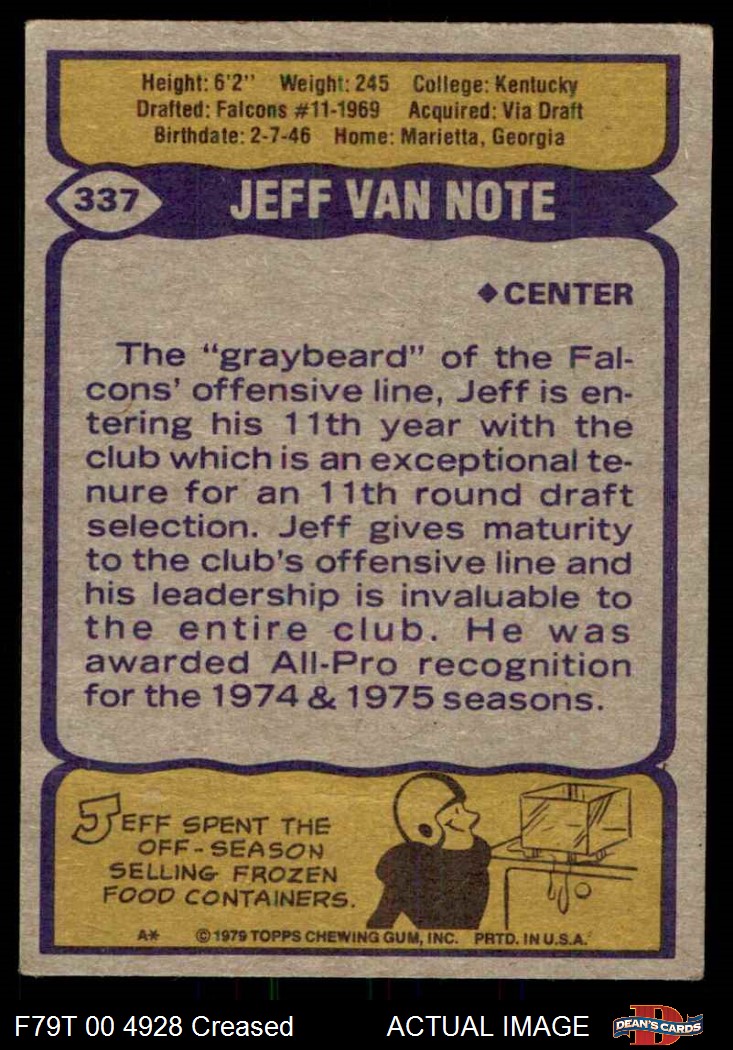 Height: 6'2" Weight: 245 College: Kentucky
Drafted: Falcons #11-1969 Acquired: Via Draft
Birthdate: 2-7-46 Home: Marietta, Georgia
337 JEFF VAN NOTE
◆CENTER
The "graybeard" of the Fal-
cons' offensive line, Jeff is en-
tering his 11th year with the
club which is an exceptional te-
nure for an 11th round draft
selection. Jeff gives maturity
to the club's offensive line and
his leadership is invaluable to
the entire club. He was
awarded All-Pro recognition
for the 1974 & 1975 seasons.
JEFF SPENT THE
OFF-SEASON
SELLING FROZEN
FOOD CONTAINERS.
A* ©1979 TOPPS CHEWING GUM, INC. PRTD. IN U.S.A.
F79T 00 4928 Creased ACTUAL IMAGE
D
DEAN'S CARDS